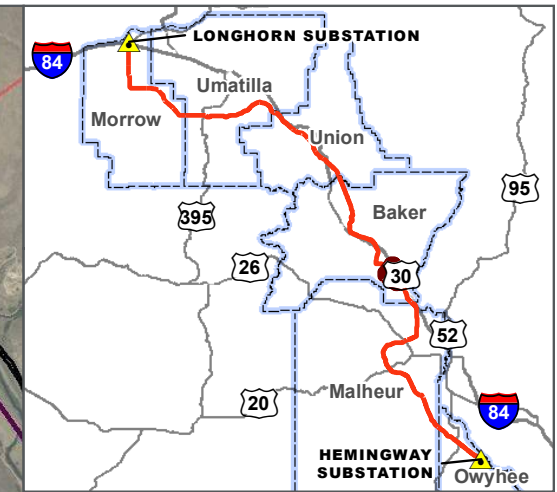 LONGHORN SUBSTATION
84
Umatilla
Morrow
Union
95
Baker
395
26
30
52
Malheur
20
84
HEMINGWAY
SUBSTATION
Owyhee